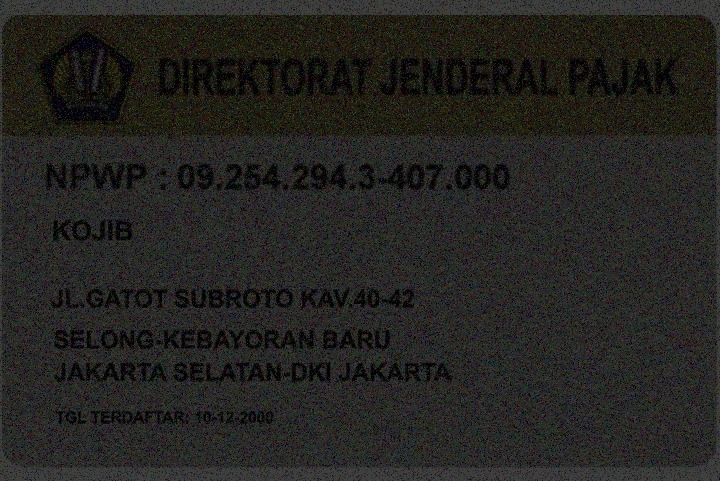 DIREKTORAT JENDERAL PAJAK
NPWP : 09.254.294.3-407.000
KOJIB
JL.GATOT SUBROTO KAV.40-42
SELONG-KEBAYORAN BARU
JAKARTA SELATAN-DKI JAKARTA
TGL TERDAFTAR: 10-12-2000